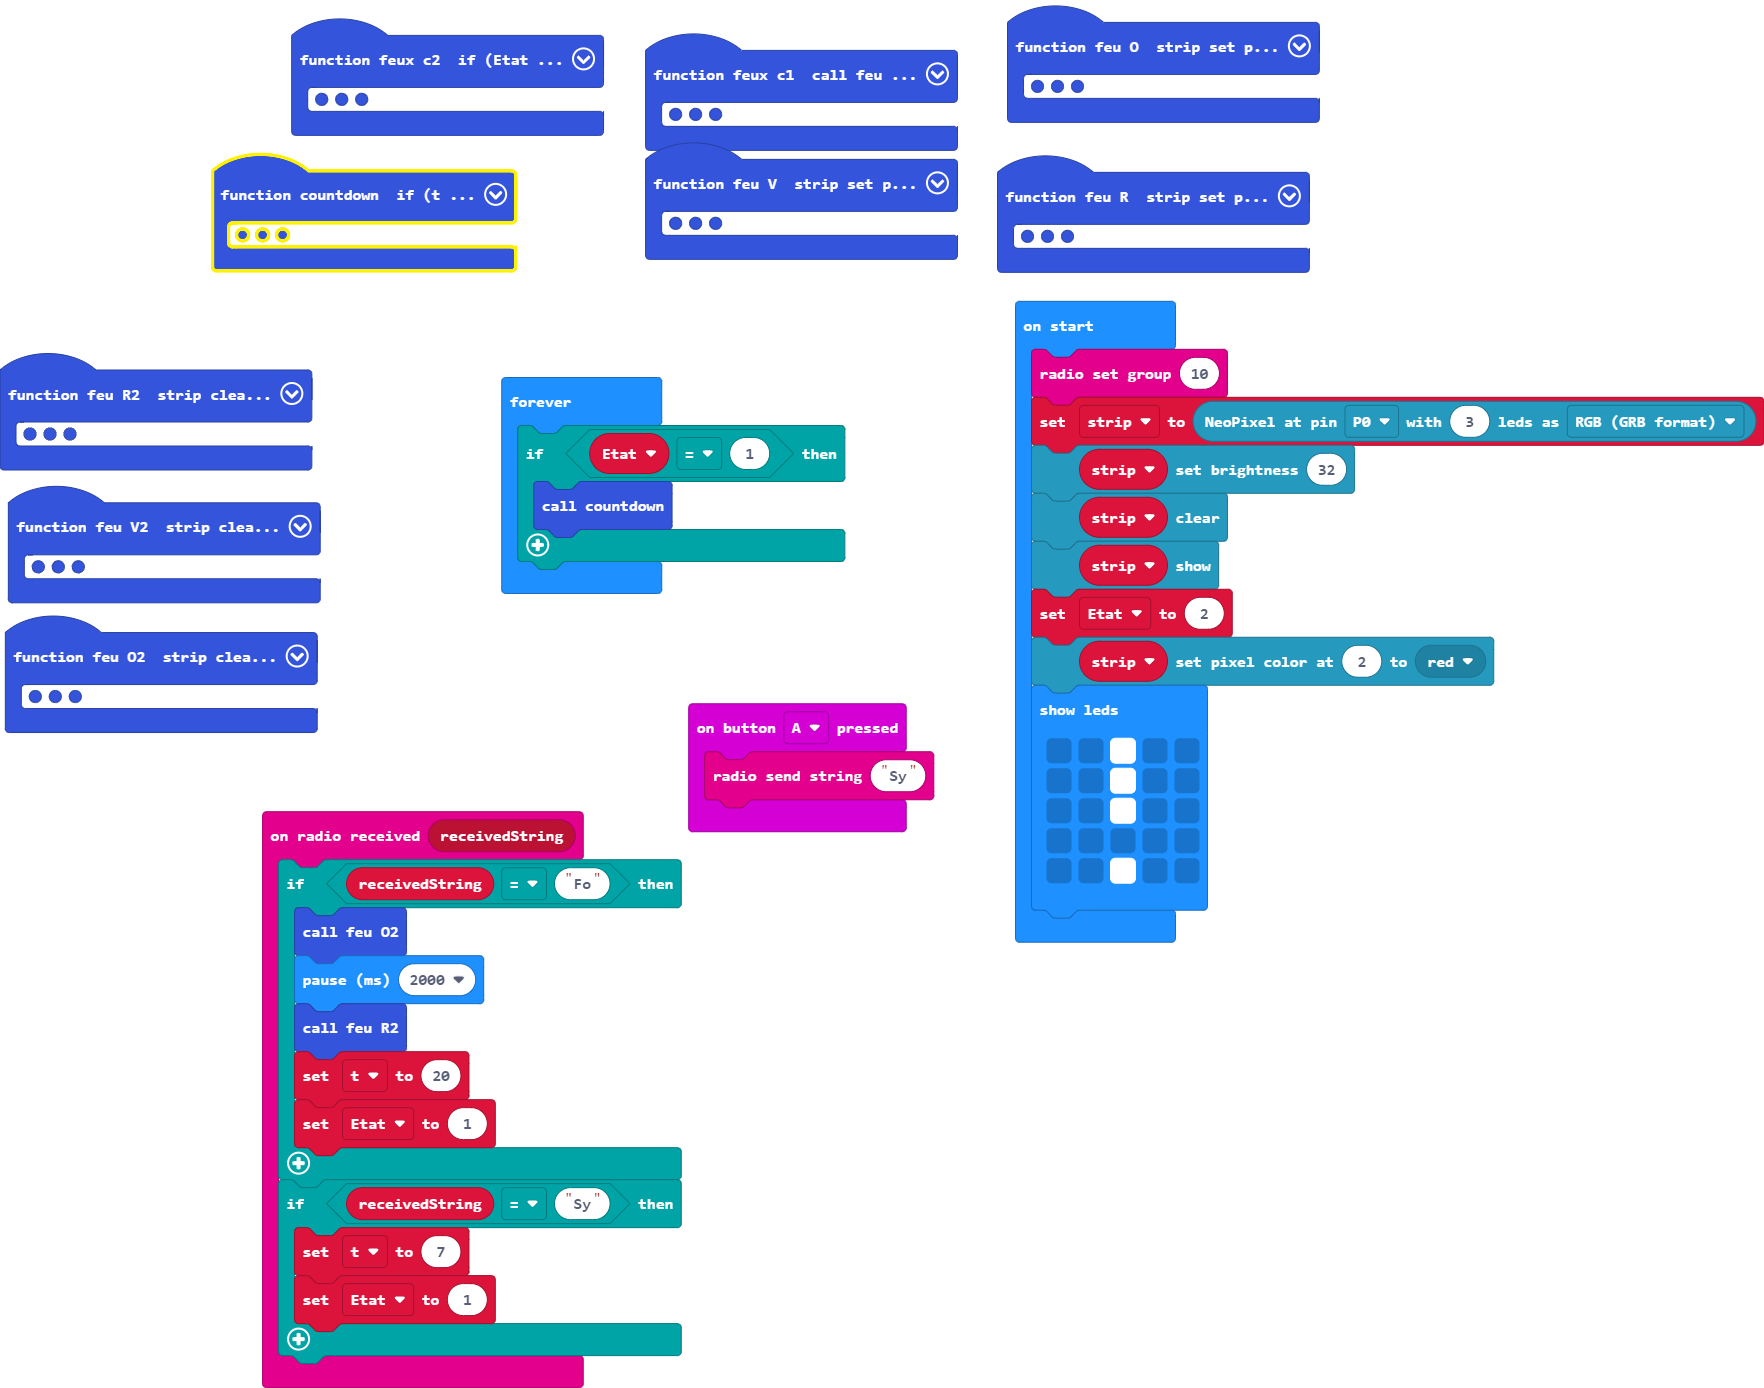 function feux c2  if (Etat ...
function feux c1  call feu ...
function feu O  strip set p...
function countdown  if (t ...
function feu V  strip set p...
function feu R  strip set p...
function feu R2  strip clea...
function feu V2  strip clea...
function feu O2  strip clea...
forever
if Etat = 1 then
call countdown
on start
radio set group 10
set strip to NeoPixel at pin P0 with 3 leds as RGB (GRB format)
strip set brightness 32
strip clear
strip show
set Etat to 2
strip set pixel color at 2 to red
show leds
on button A pressed
radio send string "Sy"
on radio received receivedString
if receivedString = "Fo" then
call feu O2
pause (ms) 2000
call feu R2
set t to 20
set Etat to 1
if receivedString = "Sy" then
set t to 7
set Etat to 1